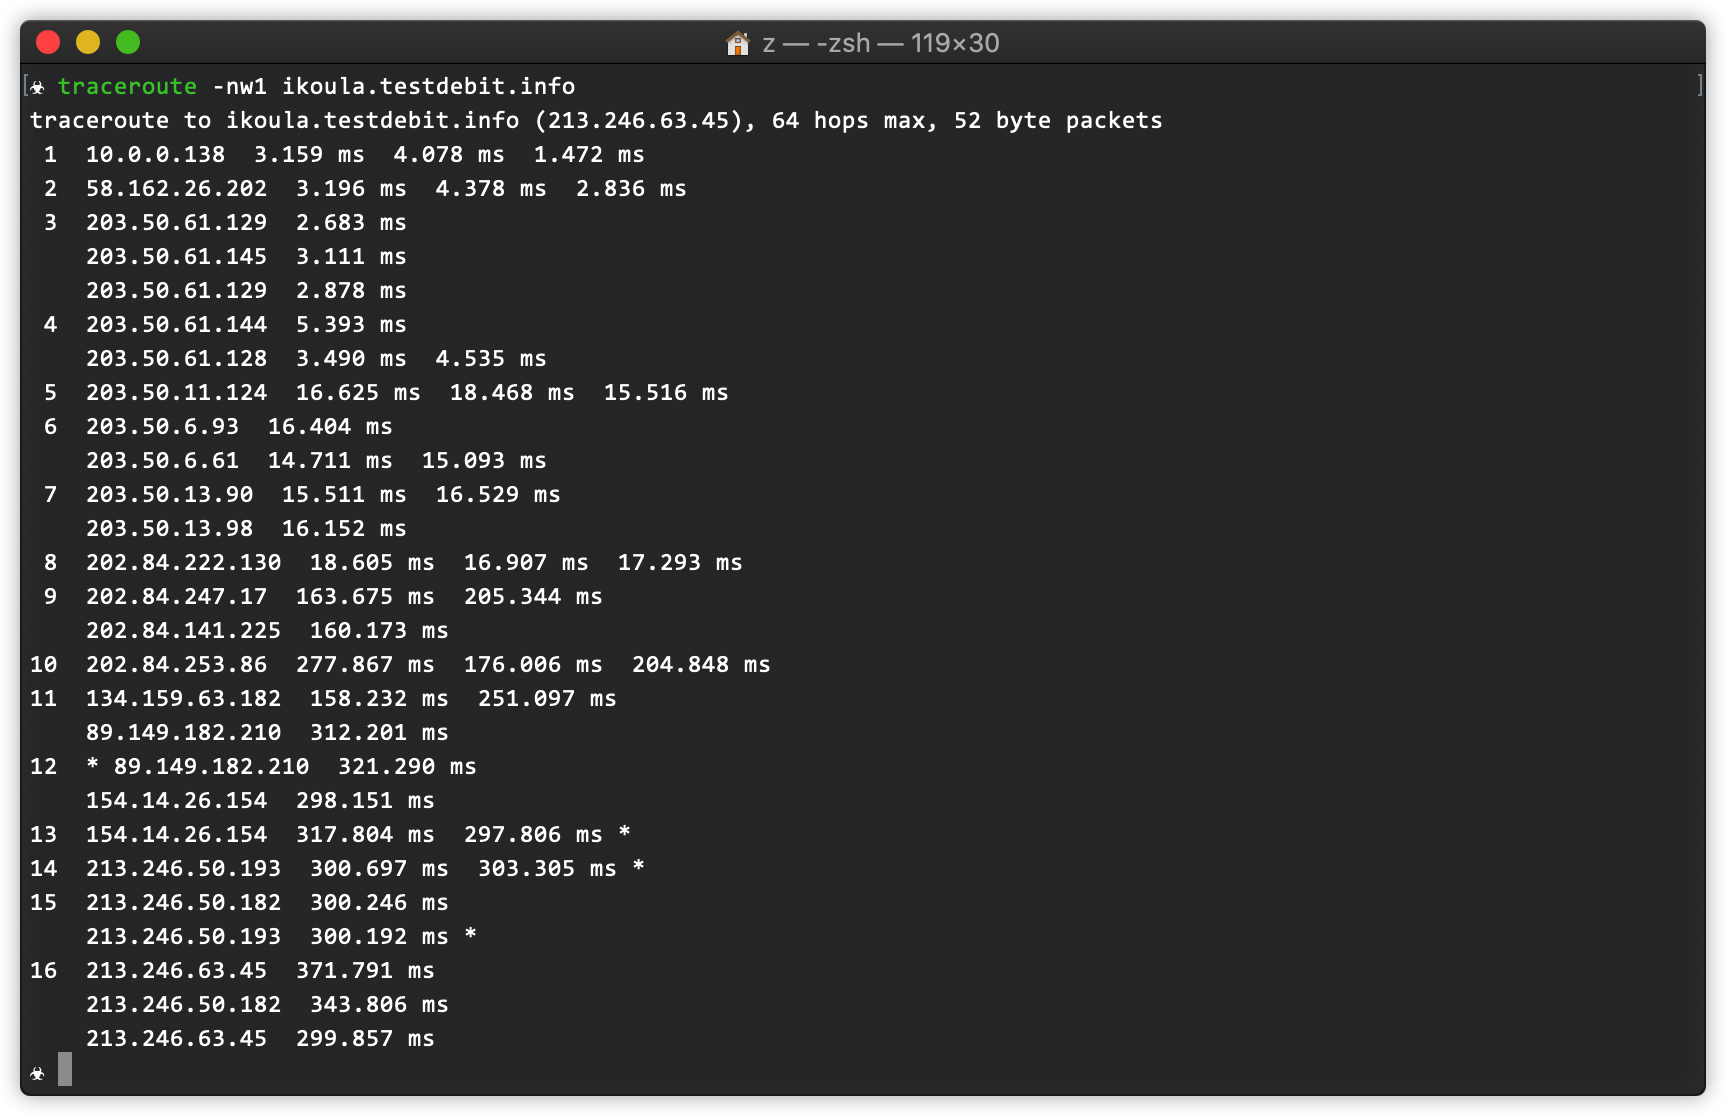 z — -zsh — 119×30
[☣ traceroute -nw1 ikoula.testdebit.info ]
traceroute to ikoula.testdebit.info (213.246.63.45), 64 hops max, 52 byte packets
 1  10.0.0.138  3.159 ms  4.078 ms  1.472 ms
 2  58.162.26.202  3.196 ms  4.378 ms  2.836 ms
 3  203.50.61.129  2.683 ms
    203.50.61.145  3.111 ms
    203.50.61.129  2.878 ms
 4  203.50.61.144  5.393 ms
    203.50.61.128  3.490 ms  4.535 ms
 5  203.50.11.124  16.625 ms  18.468 ms  15.516 ms
 6  203.50.6.93  16.404 ms
    203.50.6.61  14.711 ms  15.093 ms
 7  203.50.13.90  15.511 ms  16.529 ms
    203.50.13.98  16.152 ms
 8  202.84.222.130  18.605 ms  16.907 ms  17.293 ms
 9  202.84.247.17  163.675 ms  205.344 ms
    202.84.141.225  160.173 ms
10  202.84.253.86  277.867 ms  176.006 ms  204.848 ms
11  134.159.63.182  158.232 ms  251.097 ms
    89.149.182.210  312.201 ms
12  * 89.149.182.210  321.290 ms
    154.14.26.154  298.151 ms
13  154.14.26.154  317.804 ms  297.806 ms *
14  213.246.50.193  300.697 ms  303.305 ms *
15  213.246.50.182  300.246 ms
    213.246.50.193  300.192 ms *
16  213.246.63.45  371.791 ms
    213.246.50.182  343.806 ms
    213.246.63.45  299.857 ms
☣